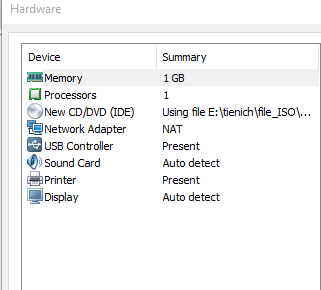 Hardware
Device Summary
Memory 1 GB
Processors 1
New CD/DVD (IDE) Using file E:\tienich\file_ISO\...
Network Adapter NAT
USB Controller Present
Sound Card Auto detect
Printer Present
Display Auto detect